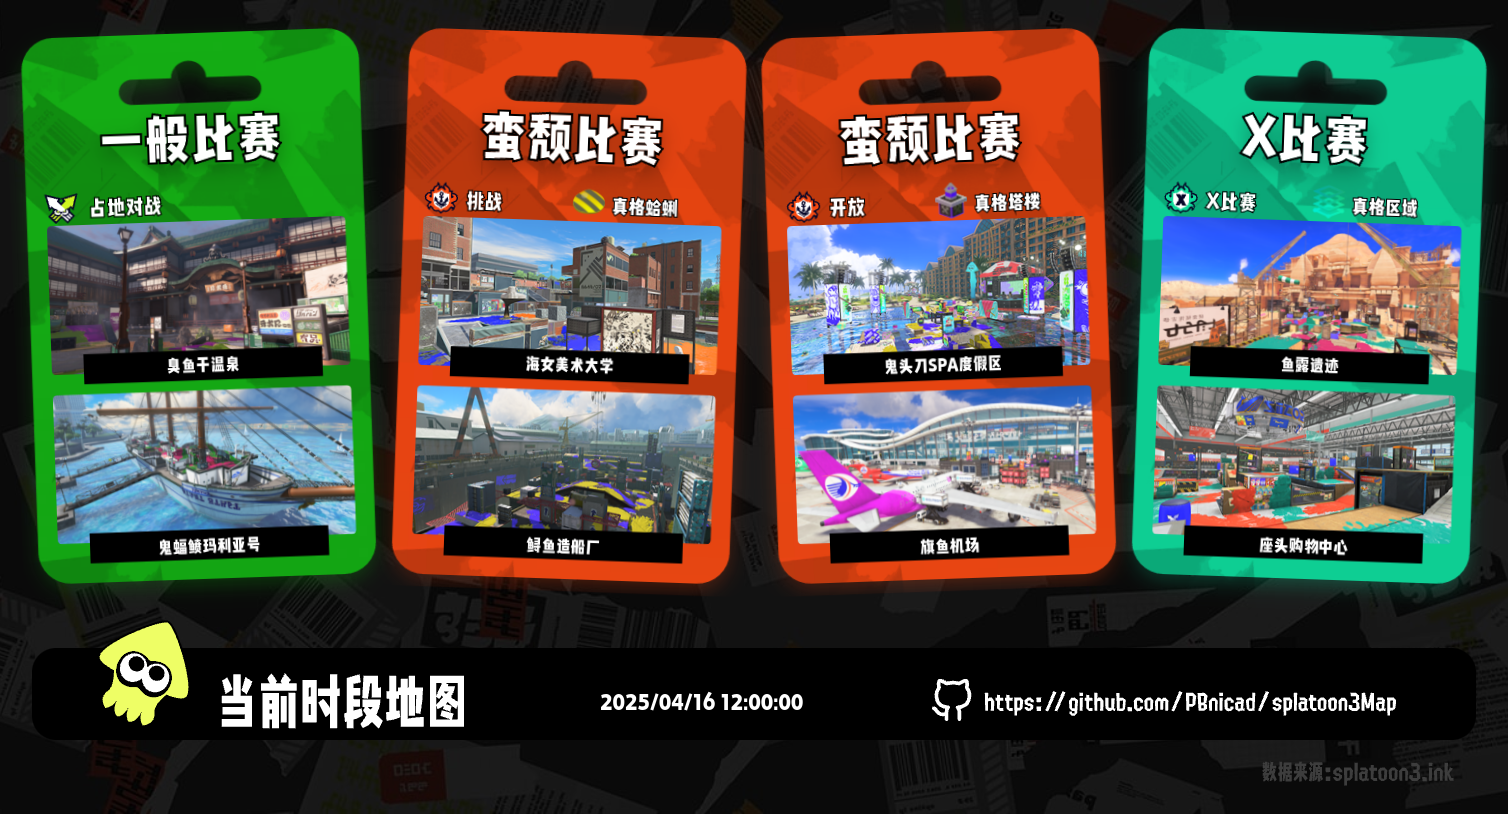 一般比赛
占地对战
臭鱼干温泉
鬼蝠鲼玛利亚号
蛮颓比赛
挑战
真格蛤蜊
海女美术大学
鲟鱼造船厂
蛮颓比赛
开放
真格塔楼
鬼头刀SPA度假区
旗鱼机场
X比赛
X比赛
真格区域
鱼露遗迹
座头购物中心
当前时段地图
2025/04/16 12:00:00
https://github.com/PBnicad/splatoon3Map
数据来源:splatoon3.ink